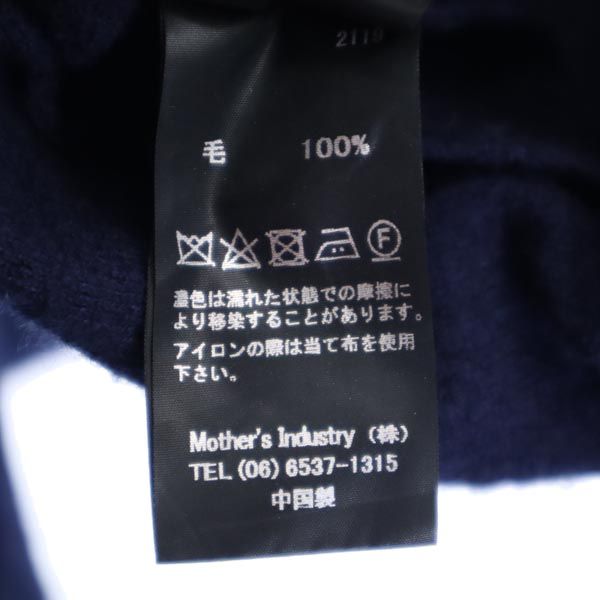 2119
毛 100%
F
濃色は濡れた状態での摩擦に
より移染することがあります。
アイロンの際は当て布を使用
下さい。
Mother's Industry (株)
TEL (06) 6537-1315
中国製